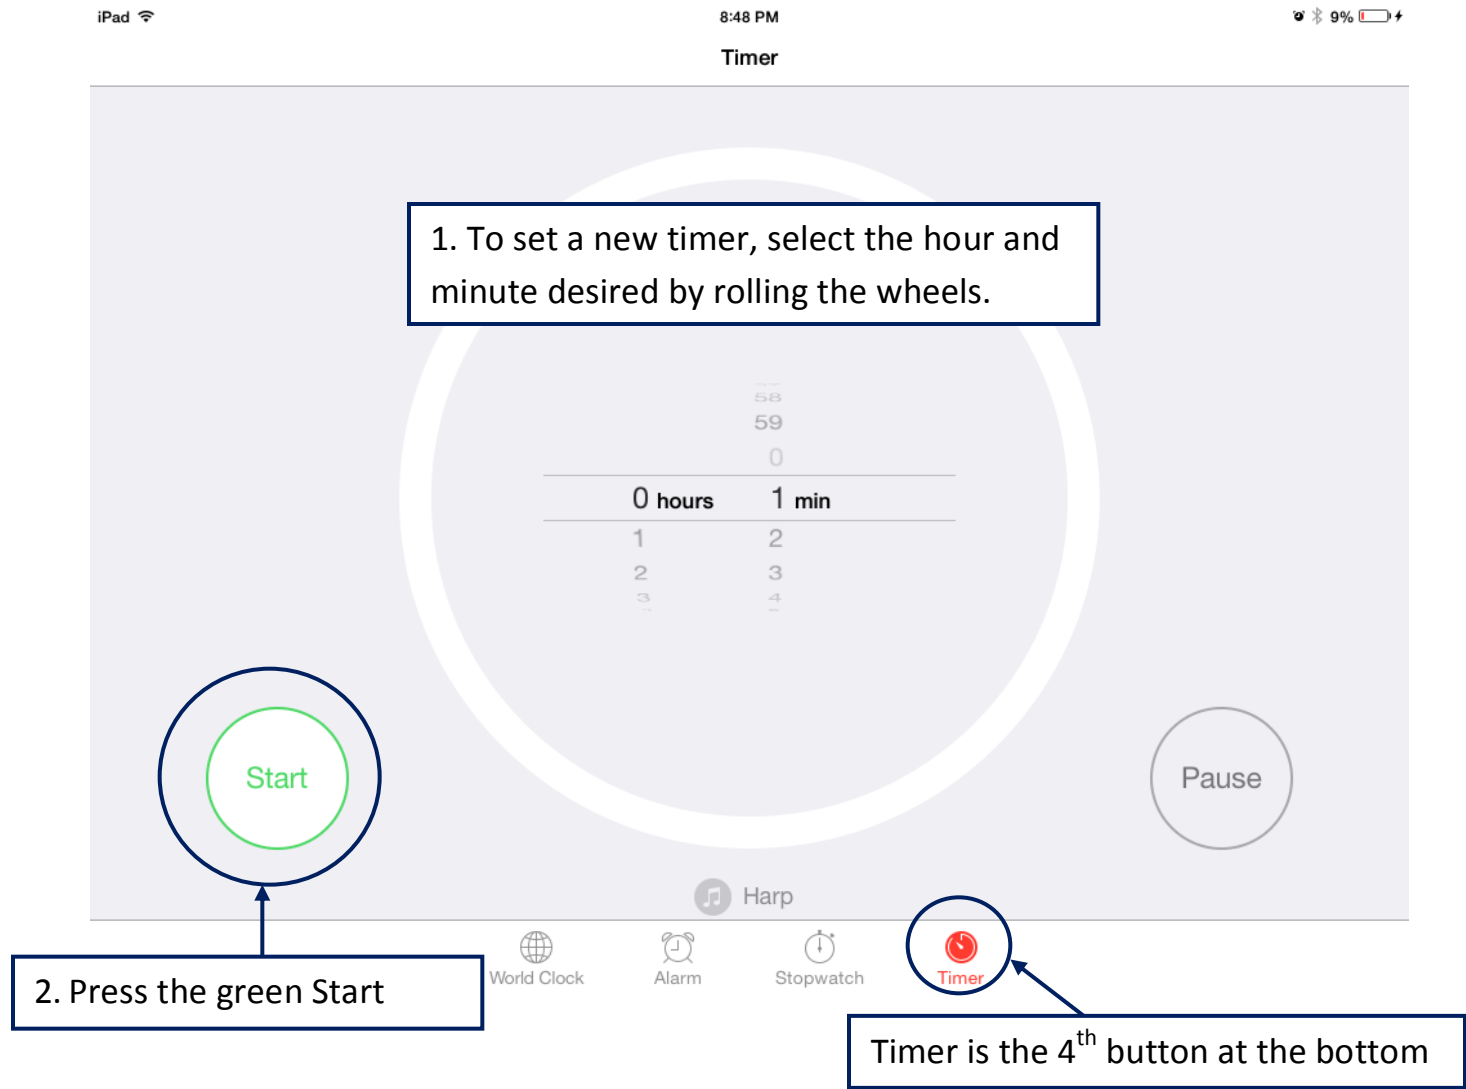 iPad 8:48 PM 9%
Timer
1. To set a new timer, select the hour and
minute desired by rolling the wheels.
58
59
0
0 hours 1 min
1 2
2 3
3 4
Start Pause
Harp
World Clock Alarm Stopwatch Timer
2. Press the green Start
Timer is the 4th button at the bottom